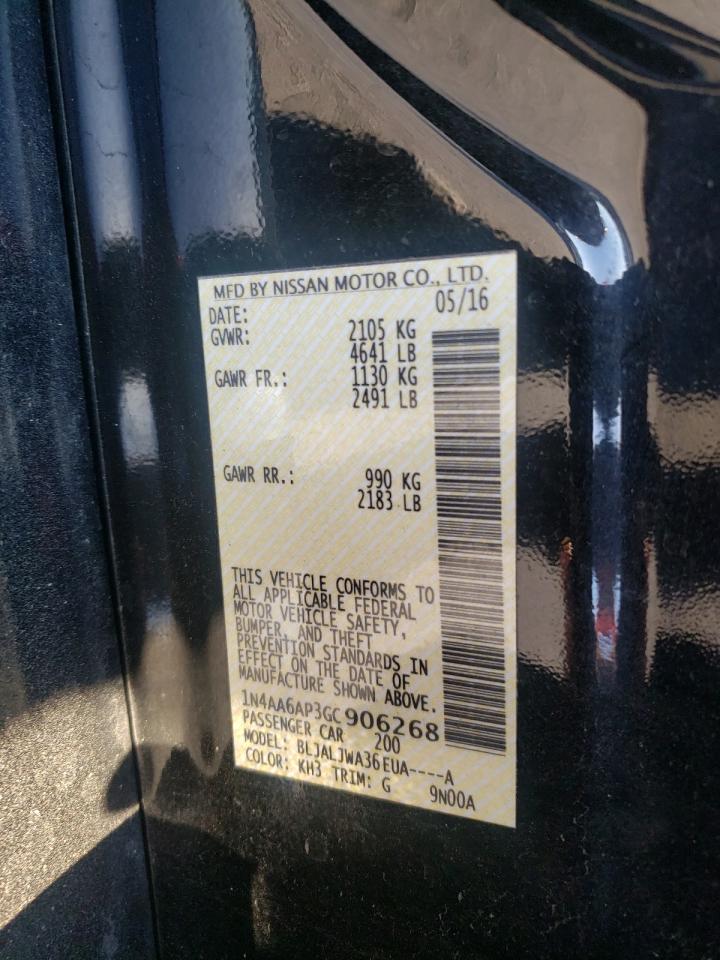 MFD BY NISSAN MOTOR CO., LTD.
DATE: 05/16
GVWR: 2105 KG
4641 LB
GAWR FR.: 1130 KG
2491 LB
GAWR RR.: 990 KG
2183 LB
THIS VEHICLE CONFORMS TO
ALL APPLICABLE FEDERAL
MOTOR VEHICLE SAFETY,
BUMPER, AND THEFT
PREVENTION STANDARDS IN
EFFECT ON THE DATE OF
MANUFACTURE SHOWN ABOVE.
1N4AA6AP3GC906268
PASSENGER CAR 200
MODEL: BLJALJWA36EUA----A
COLOR: KH3 TRIM: G 9N00A